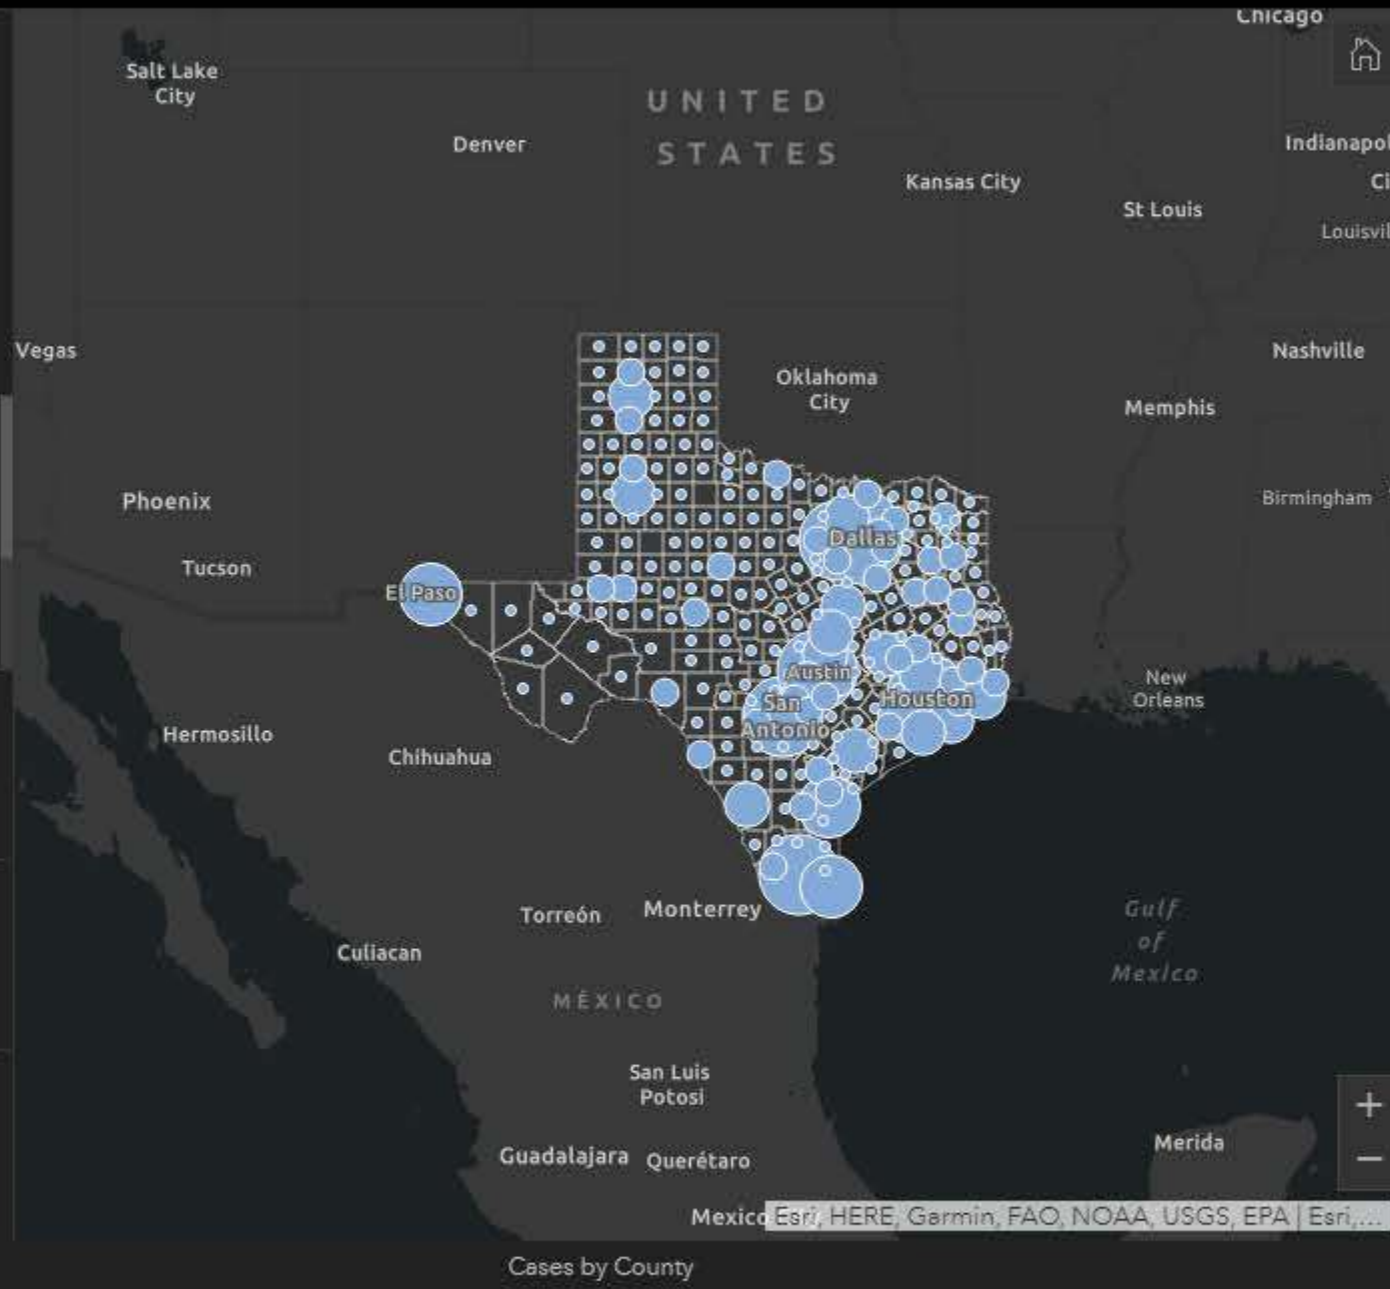 Chicago
Salt Lake
City
UNITED
STATES
Denver
Indianapol
Kansas City
Ci
St Louis
Louisvil
Vegas
Nashville
Oklahoma
City
Memphis
Phoenix
Birmingham
Dallas
Tucson
El Paso
Austin
New
Orleans
San
Antonio
Houston
Hermosillo
Chihuahua
Torreón
Monterrey
Gulf
of
Mexico
Culiacan
MÉXICO
San Luis
Potosi
Guadalajara
Querétaro
Merida
Mexico
Esri, HERE, Garmin, FAO, NOAA, USGS, EPA | Esri,...
Cases by County